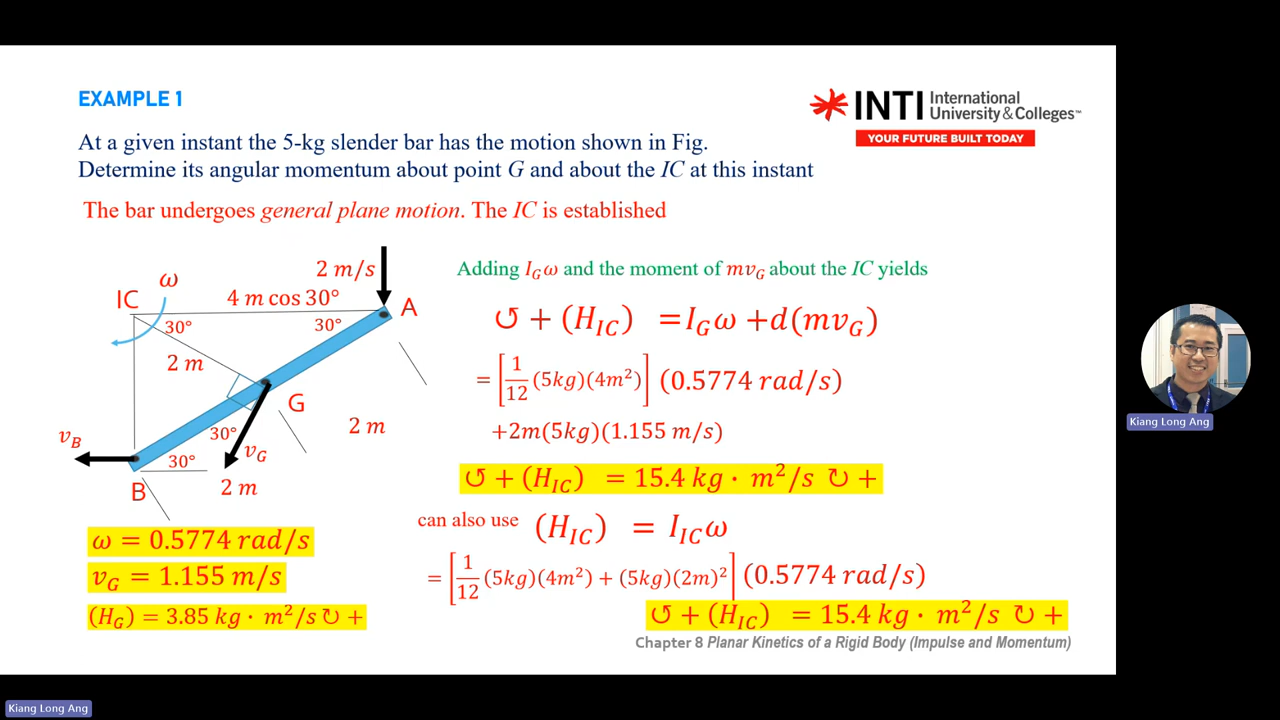 EXAMPLE 1
INTI International University & Colleges™
YOUR FUTURE BUILT TODAY
At a given instant the 5-kg slender bar has the motion shown in Fig.
Determine its angular momentum about point G and about the IC at this instant
The bar undergoes general plane motion. The IC is established
2 m/s
ω
IC
4 m cos 30°
A
30°
30°
2 m
G
2 m
30°
v_B
v_G
30°
B
2 m
ω = 0.5774 rad/s
v_G = 1.155 m/s
(H_G) = 3.85 kg · m²/s ↻ +
Adding I_Gω and the moment of mv_G about the IC yields
↺ + (H_IC) = I_Gω + d(mv_G)
= [1/12 (5kg)(4m²)] (0.5774 rad/s)
+2m(5kg)(1.155 m/s)
↺ + (H_IC) = 15.4 kg · m²/s ↻ +
can also use (H_IC) = I_ICω
= [1/12 (5kg)(4m²) + (5kg)(2m)²] (0.5774 rad/s)
↺ + (H_IC) = 15.4 kg · m²/s ↻ +
Chapter 8 Planar Kinetics of a Rigid Body (Impulse and Momentum)
Kiang Long Ang
Kiang Long Ang